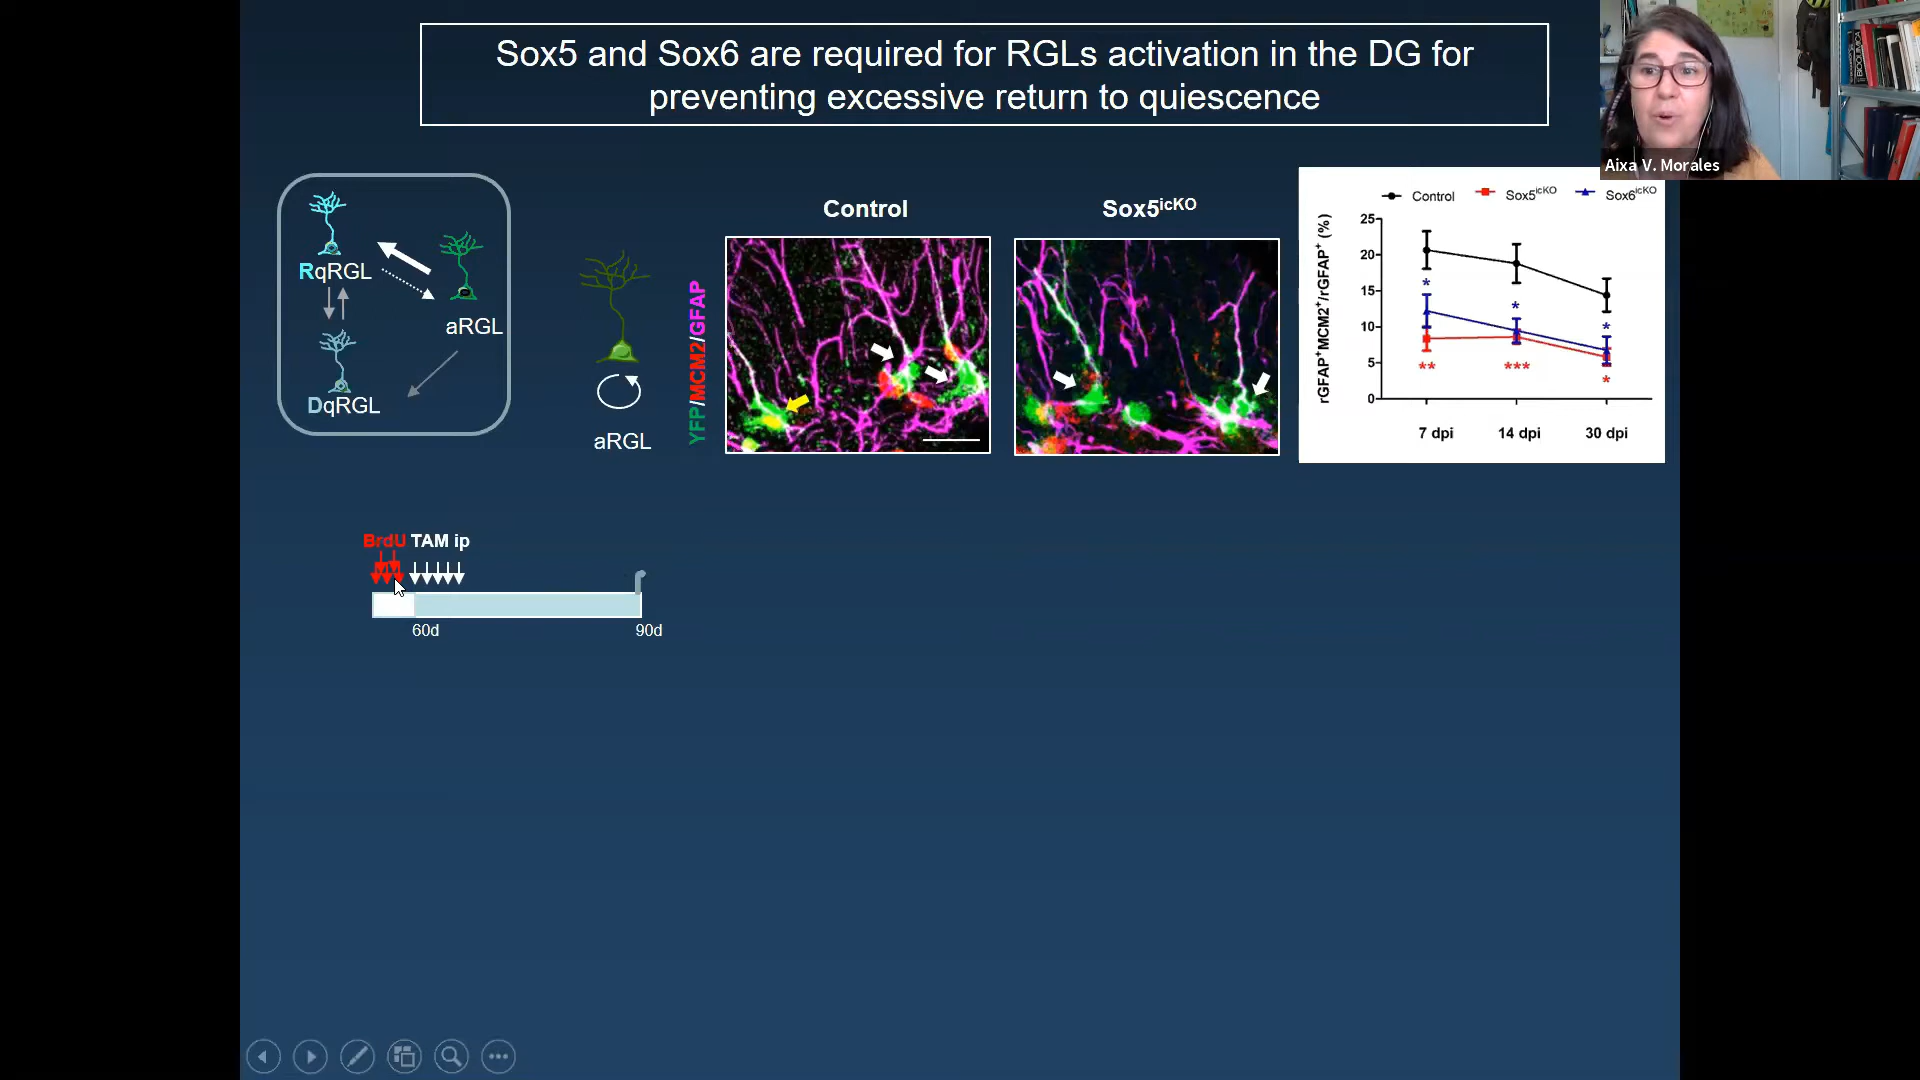 Sox5 and Sox6 are required for RGLs activation in the DG for
preventing excessive return to quiescence
Aixa V. Morales
RqRGL
aRGL
DqRGL
aRGL
YFP/MCM2/GFAP
Control
Sox5icKO
Control
Sox5icKO
Sox6icKO
rGFAP+MCM2+/rGFAP+ (%)
25
20
15
10
5
0
*
*
*
**
***
*
7 dpi
14 dpi
30 dpi
BrdU TAM ip
60d
90d